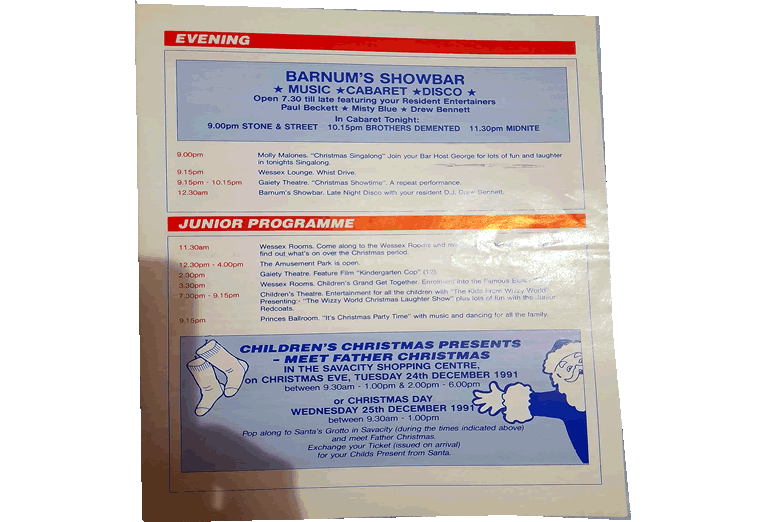 EVENING
BARNUM'S SHOWBAR
★ MUSIC ★CABARET ★DISCO ★
Open 7.30 till late featuring your Resident Entertainers
Paul Beckett ★ Misty Blue ★ Drew Bennett
In Cabaret Tonight:
9.00pm STONE & STREET 10.15pm BROTHERS DEMENTED 11.30pm MIDNITE
9.00pm Molly Malones. "Christmas Singalong" Join your Bar Host George for lots of fun and laughter
in tonights Singalong.
9.15pm Wessex Lounge. Whist Drive.
9.15pm - 10.15pm Gaiety Theatre. "Christmas Showtime". A repeat performance.
12.30am Barnum's Showbar. Late Night Disco with your resident D.J. Drew Bennett.
JUNIOR PROGRAMME
11.30am Wessex Rooms. Come along to the Wessex Rooms and
find out what's on over the Christmas period.
12.30pm - 4.00pm The Amusement Park is open.
2.30pm Gaiety Theatre. Feature Film "Kindergarten Cop"
3.30pm Wessex Rooms. Children's Grand Get Together. Enrolment into the Famous
7.30pm - 9.15pm Children's Theatre. Entertainment for all the children with "The Kids From Wizzy World"
Presenting:- "The Wizzy World Christmas Laughter Show" plus lots of fun with the Junior
Redcoats.
9.15pm Princes Ballroom. "It's Christmas Party Time" with music and dancing for all the family.
CHILDREN'S CHRISTMAS PRESENTS
– MEET FATHER CHRISTMAS
IN THE SAVACITY SHOPPING CENTRE,
on CHRISTMAS EVE, TUESDAY 24th DECEMBER 1991
between 9.30am - 1.00pm & 2.00pm - 6.00pm
or CHRISTMAS DAY
WEDNESDAY 25th DECEMBER 1991
between 9.30am - 1.00pm
Pop along to Santa's Grotto in Savacity (during the times indicated above)
and meet Father Christmas.
Exchange your Ticket (issued on arrival)
for your Childs Present from Santa.